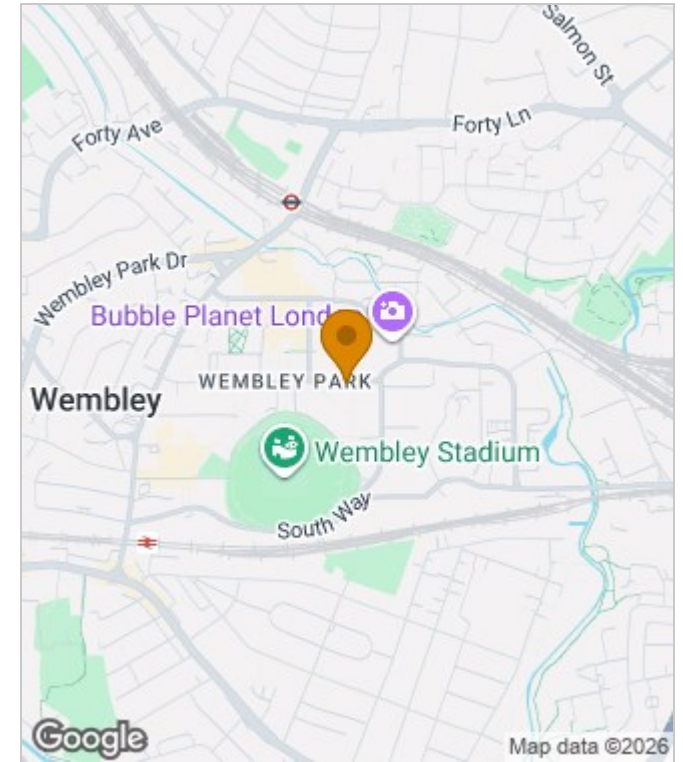 Salmon St
Forty Ave
Forty Ln
Wembley Park Dr
Bubble Planet Lond
WEMBLEY PARK
Wembley
Wembley Stadium
South Way
Google
Map data ©2026